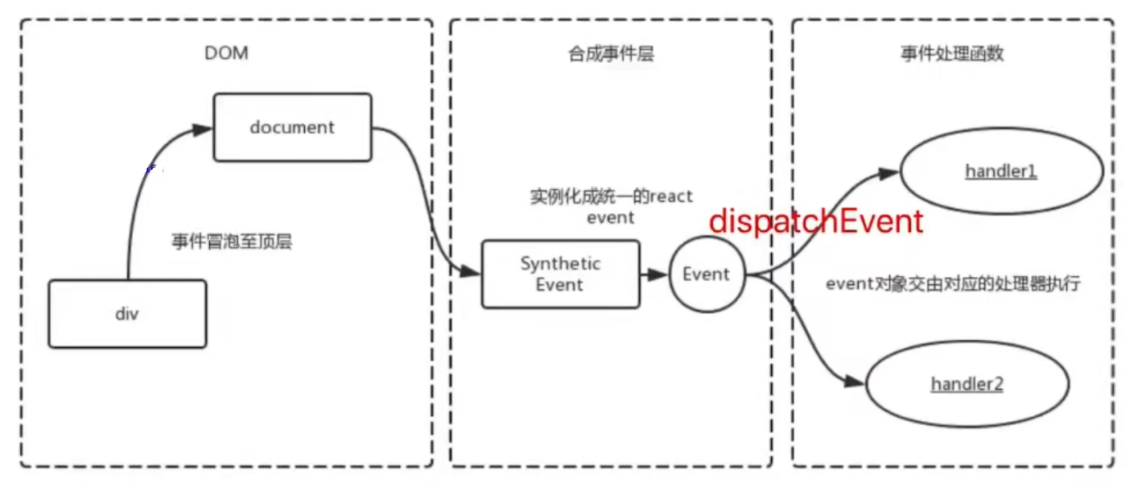 DOM
document
事件冒泡至顶层
div
合成事件层
实例化成统一的react
event
Synthetic
Event
Event
dispatchEvent
事件处理函数
handler1
event对象交由对应的处理器执行
handler2